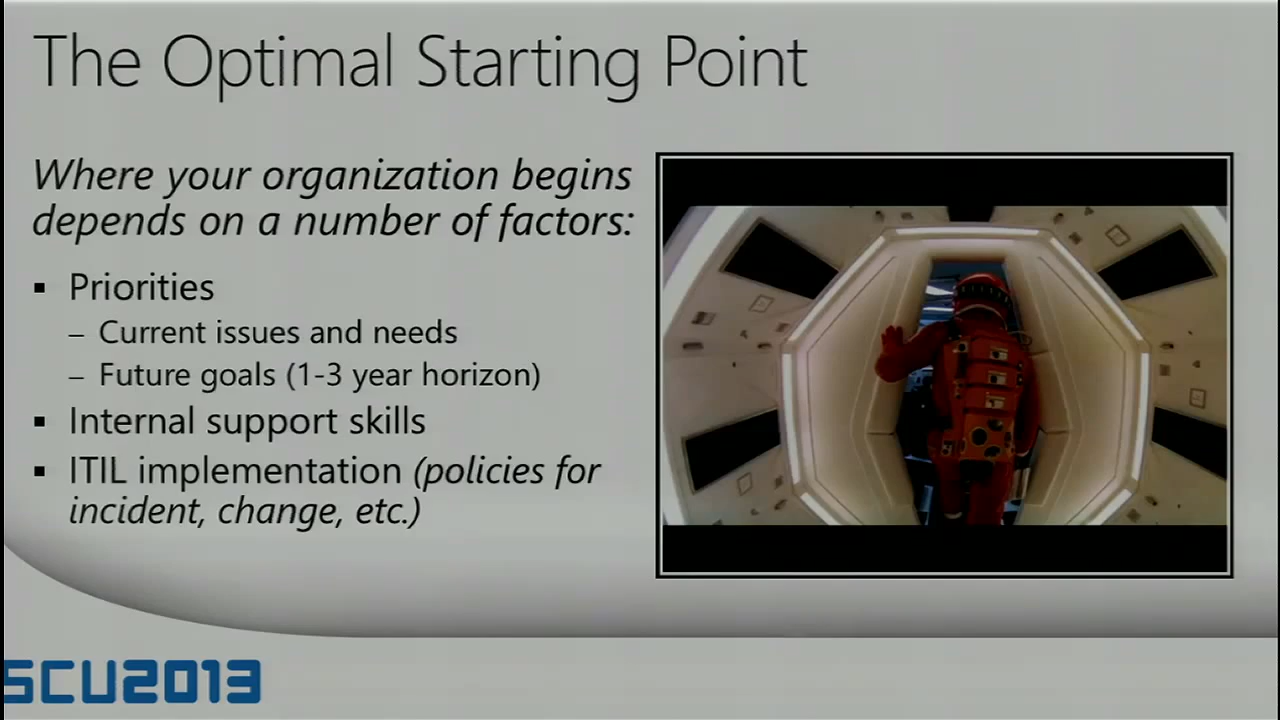 The Optimal Starting Point
Where your organization begins
depends on a number of factors:
▪ Priorities
– Current issues and needs
– Future goals (1-3 year horizon)
▪ Internal support skills
▪ ITIL implementation (policies for
incident, change, etc.)
SCU2013